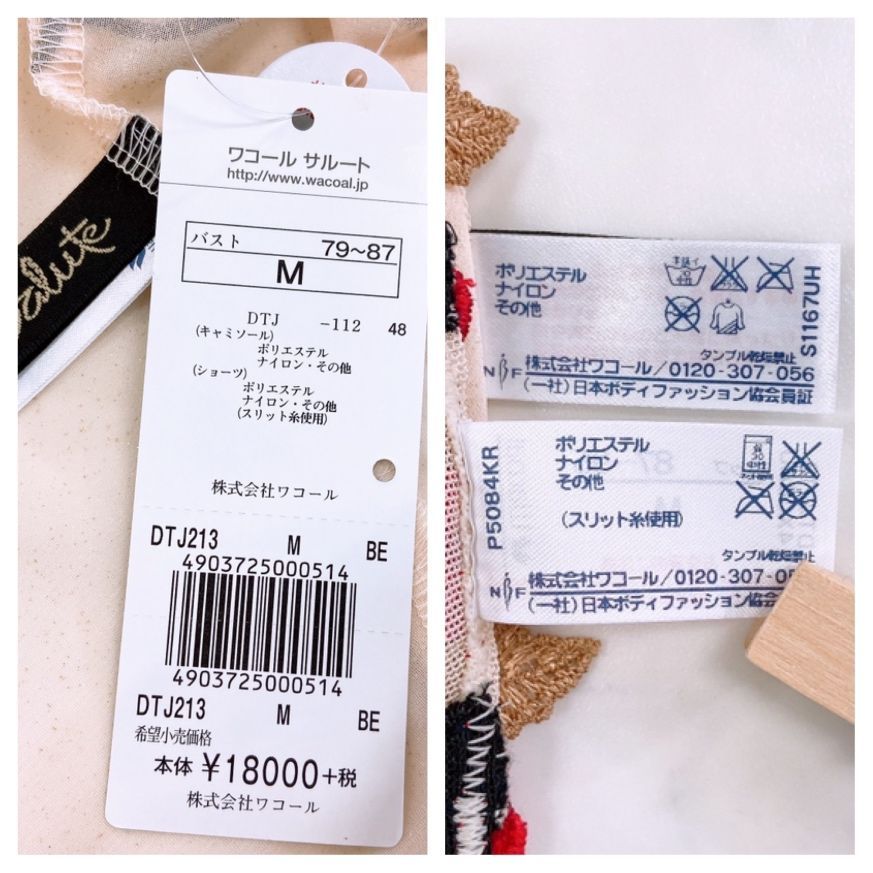 ワコール サルート
http://www.wacoal.jp
バスト 79~87
M
DTJ -112 48
(キャミソール)
ポリエステル
ナイロン・その他
(ショーツ)
ポリエステル
ナイロン・その他
(スリット糸使用)
株式会社ワコール
DTJ213 M BE
4903725000514
4903725000514
DTJ213 M BE
希望小売価格
本体 ¥18000+税
株式会社ワコール
alute
ポリエステル
ナイロン
その他
S1167UH
タンブル乾燥禁止
NBF 株式会社ワコール/0120-307-056
(一社)日本ボディファッション協会会員証
P5084KR
ポリエステル
ナイロン
その他
(スリット糸使用)
タンブル乾燥禁止
NBF 株式会社ワコール/0120-307-0
(一社)日本ボディファッション協会